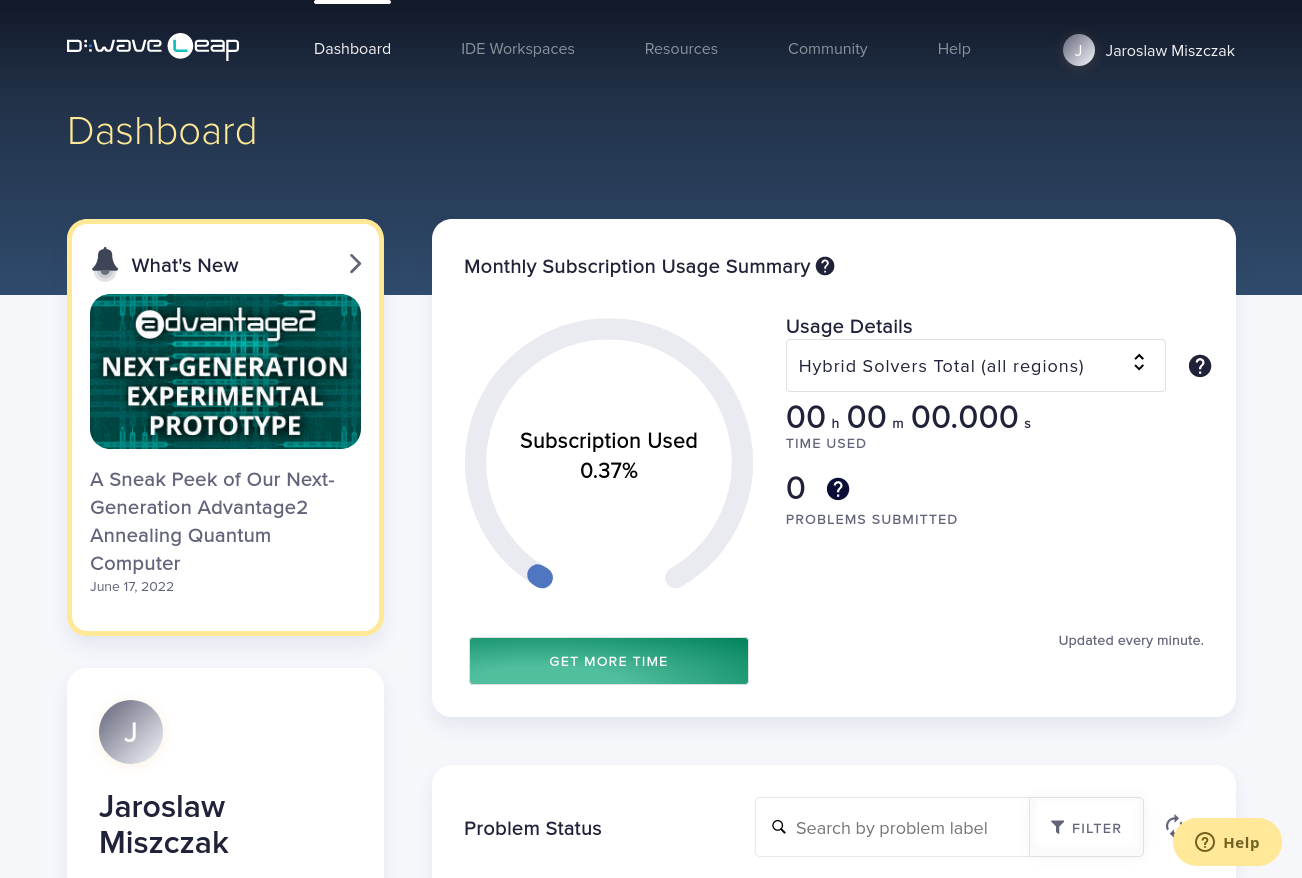 D:wave Leap
Dashboard
IDE Workspaces
Resources
Community
Help
J
Jaroslaw Miszczak
Dashboard
What's New
advantage2
NEXT-GENERATION
EXPERIMENTAL
PROTOTYPE
A Sneak Peek of Our Next-
Generation Advantage2
Annealing Quantum
Computer
June 17, 2022
J
Jaroslaw
Miszczak
Monthly Subscription Usage Summary ?
Subscription Used
0.37%
GET MORE TIME
Usage Details
Hybrid Solvers Total (all regions) ?
00 h 00 m 00.000 s
TIME USED
0 ?
PROBLEMS SUBMITTED
Updated every minute.
Problem Status
Search by problem label
FILTER
? Help